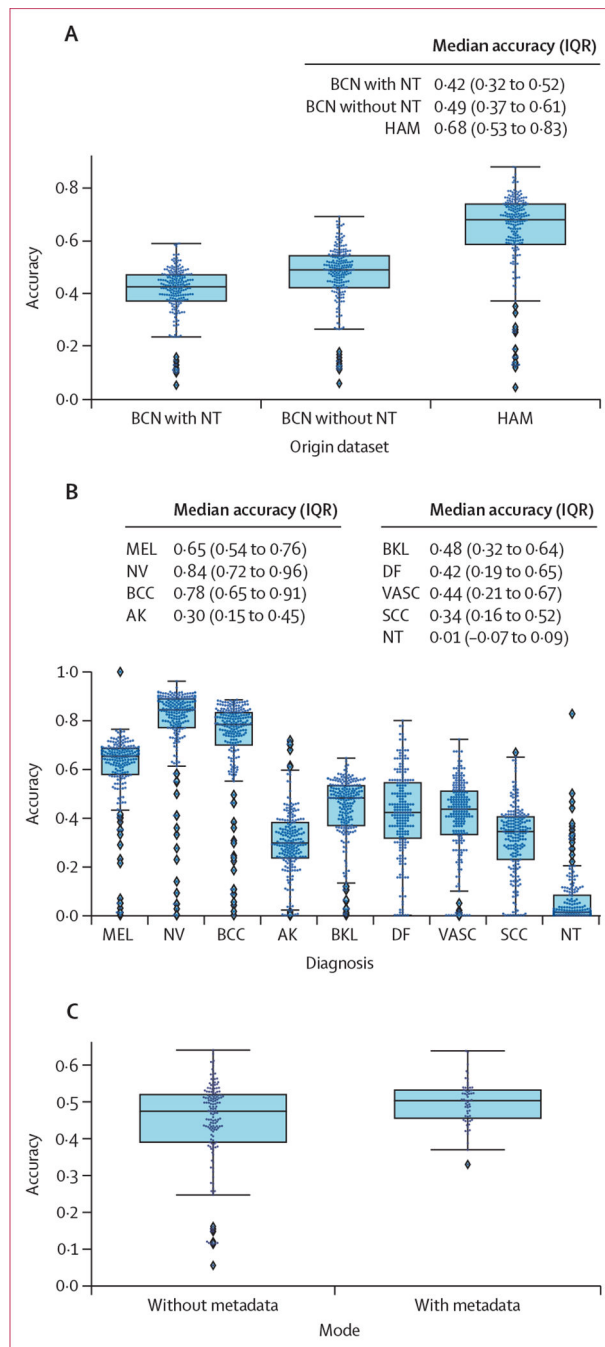 A
Median accuracy (IQR)
BCN with NT 0·42 (0·32 to 0·52)
BCN without NT 0·49 (0·37 to 0·61)
HAM 0·68 (0·53 to 0·83)
0·8
0·6
0·4
0·2
0·0
Accuracy
BCN with NT BCN without NT HAM
Origin dataset
B
Median accuracy (IQR) Median accuracy (IQR)
MEL 0·65 (0·54 to 0·76) BKL 0·48 (0·32 to 0·64)
NV 0·84 (0·72 to 0·96) DF 0·42 (0·19 to 0·65)
BCC 0·78 (0·65 to 0·91) VASC 0·44 (0·21 to 0·67)
AK 0·30 (0·15 to 0·45) SCC 0·34 (0·16 to 0·52)
NT 0·01 (–0·07 to 0·09)
1·0
0·8
0·6
0·4
0·2
0·0
Accuracy
MEL NV BCC AK BKL DF VASC SCC NT
Diagnosis
C
0·6
0·5
0·4
0·3
0·2
0·1
0·0
Accuracy
Without metadata With metadata
Mode